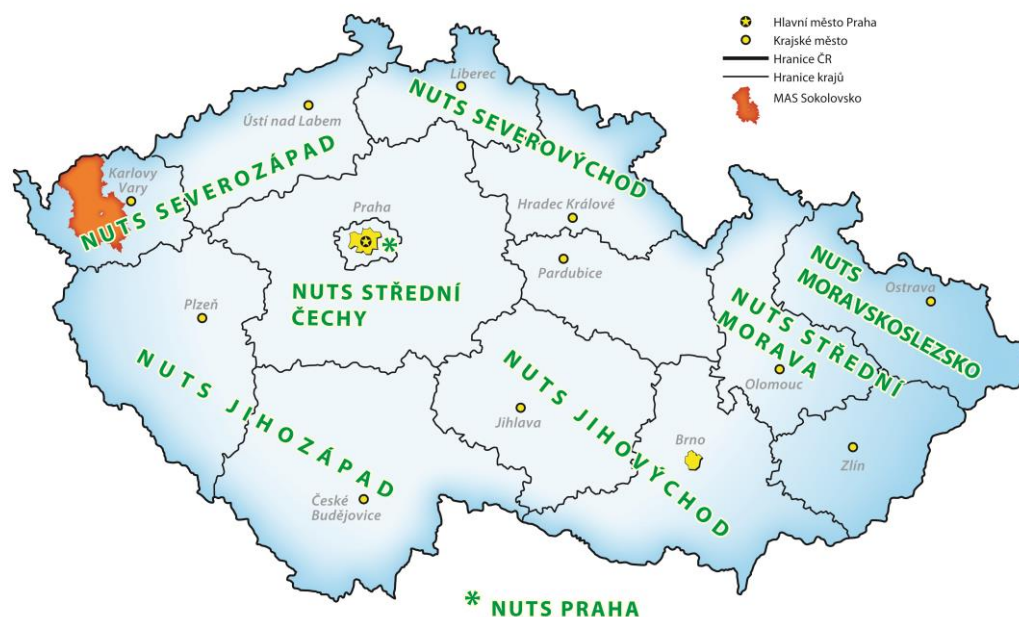 Hlavní město Praha
Krajské město
Hranice ČR
Hranice krajů
MAS Sokolovsko
Liberec
NUTS SEVEROVÝCHOD
Ústí nad Labem
NUTS SEVEROZÁPAD
Karlovy
Vary
Praha
*
Hradec Králové
Pardubice
NUTS
MORAVSKOSLEZSKO
Ostrava
NUTS STŘEDNÍ
ČECHY
Plzeň
NUTS STŘEDNÍ
MORAVA
Olomouc
NUTS JIHOZÁPAD
NUTS JIHOVÝCHOD
Jihlava
Brno
Zlín
České
Budějovice
* NUTS PRAHA